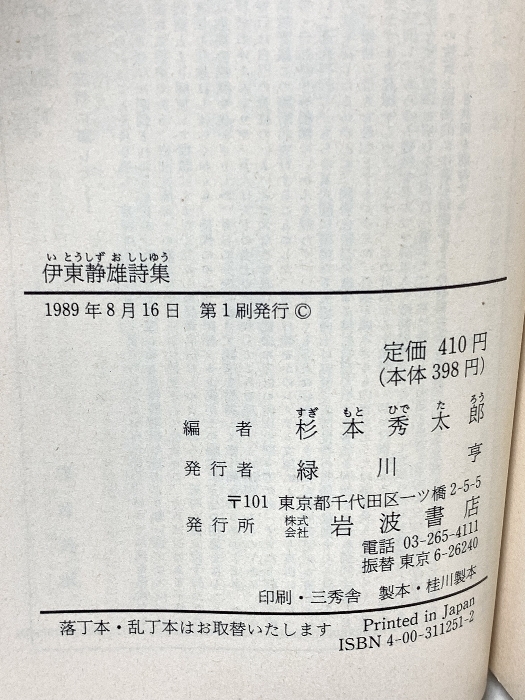 い とうしず お ししゆう
伊東静雄詩集
1989年8月16日 第1刷発行 ©
定価 410円
(本体 398円)
すぎ もと ひで た ろう
編者 杉本秀太郎
発行者 緑川亨
〒101 東京都千代田区一ツ橋2-5-5
発行所 株式会社 岩波書店
電話 03-265-4111
振替 東京 6-26240
印刷・三秀舎 製本・桂川製本
落丁本・乱丁本はお取替いたします
Printed in Japan
ISBN 4-00-311251-2